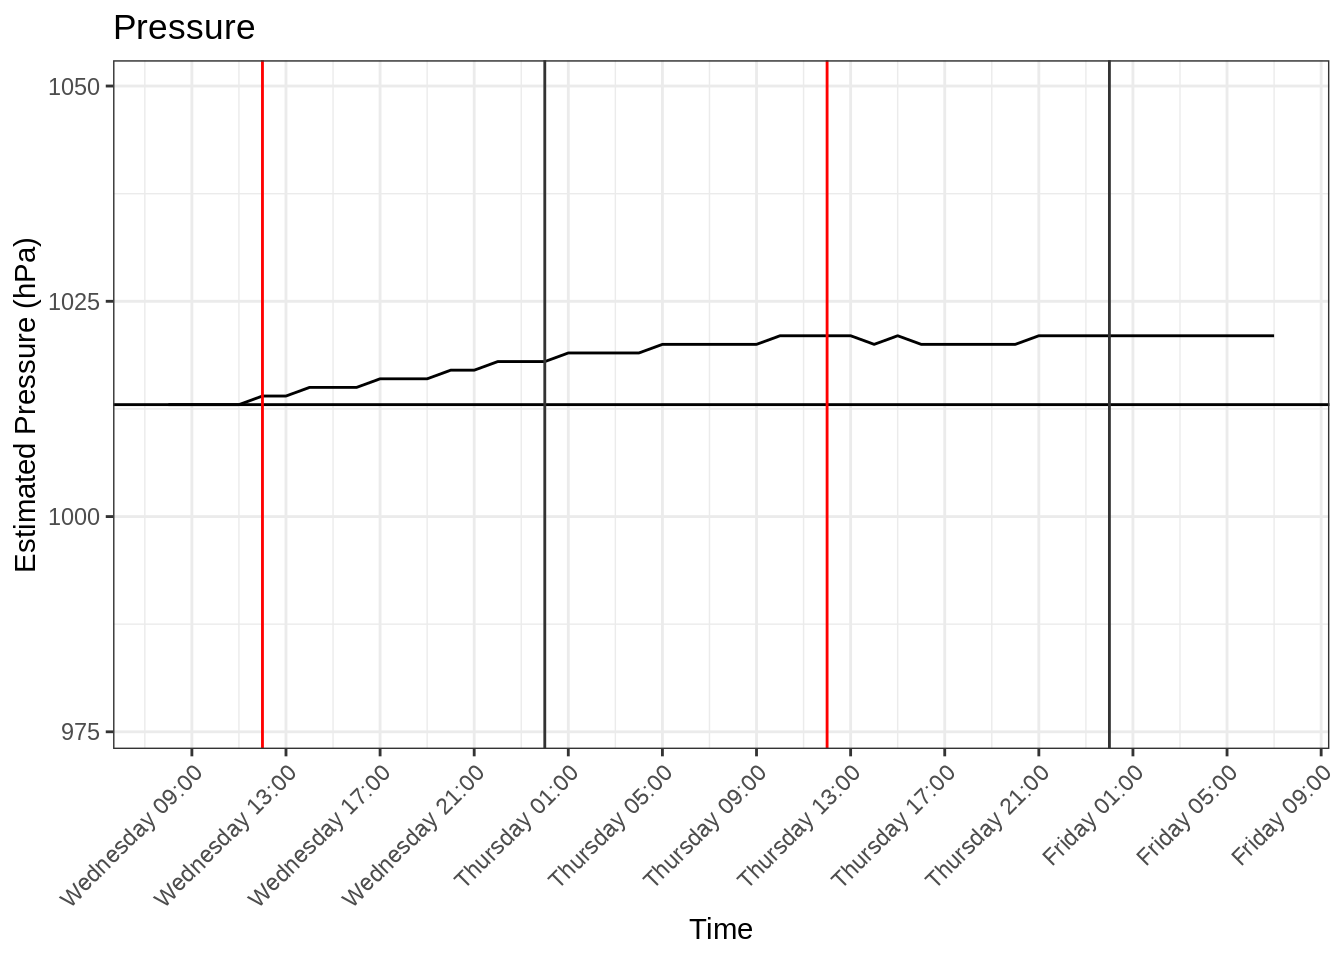 Pressure
Estimated Pressure (hPa)
1050
1025
1000
975
Wednesday 09:00
Wednesday 13:00
Wednesday 17:00
Wednesday 21:00
Thursday 01:00
Thursday 05:00
Thursday 09:00
Thursday 13:00
Thursday 17:00
Thursday 21:00
Friday 01:00
Friday 05:00
Friday 09:00
Time